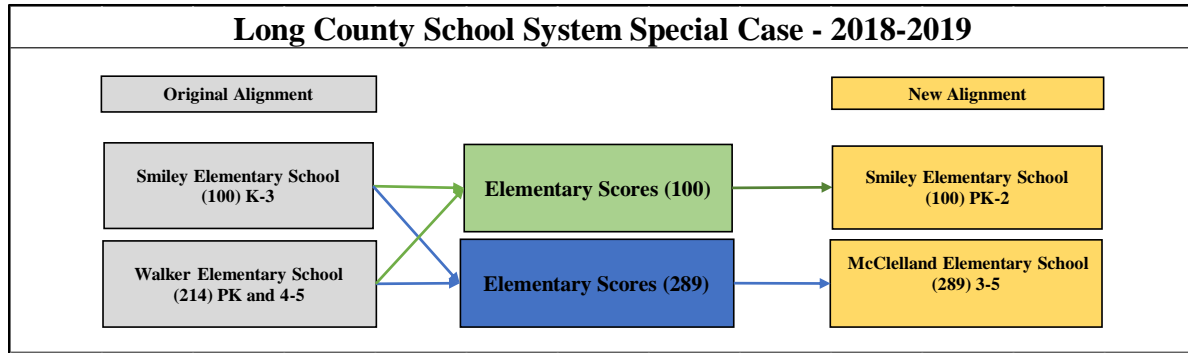 Long County School System Special Case - 2018-2019
Original Alignment
New Alignment
Smiley Elementary School
(100) K-3
Elementary Scores (100)
Smiley Elementary School
(100) PK-2
Walker Elementary School
(214) PK and 4-5
Elementary Scores (289)
McClelland Elementary School
(289) 3-5